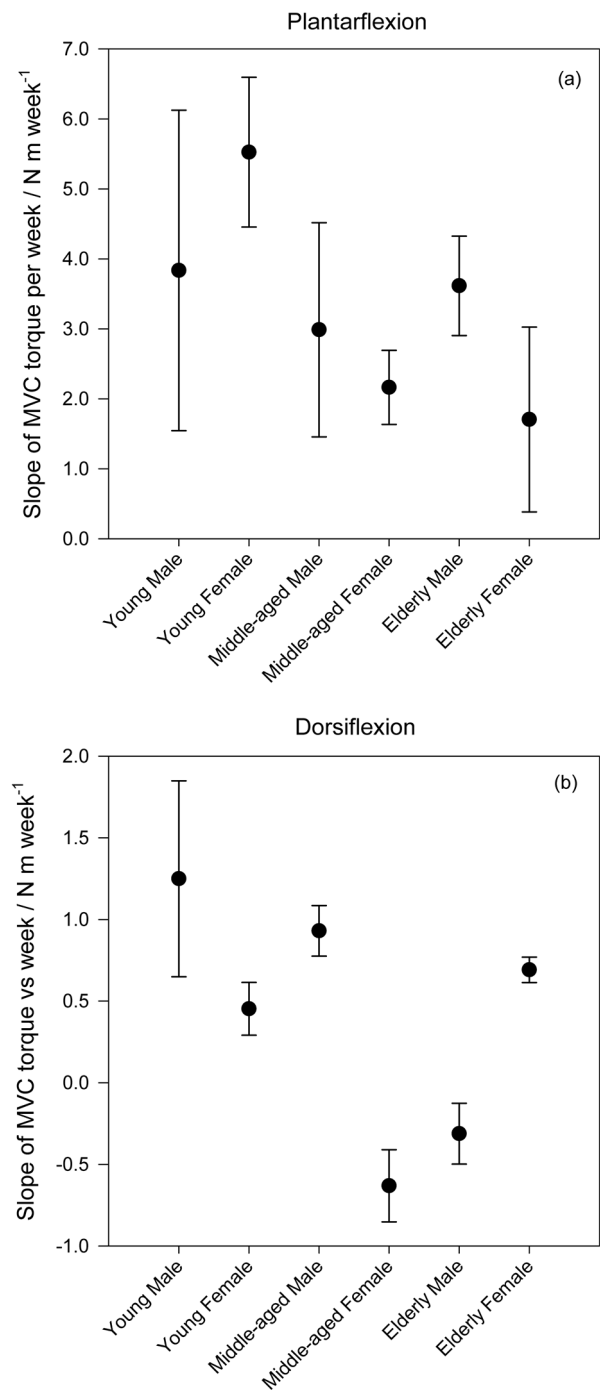 Plantarflexion
(a)
Slope of MVC torque per week / N m week⁻¹
7.0
6.0
5.0
4.0
3.0
2.0
1.0
0.0
Young Male
Young Female
Middle-aged Male
Middle-aged Female
Elderly Male
Elderly Female
Dorsiflexion
(b)
Slope of MVC torque vs week / N m week⁻¹
2.0
1.5
1.0
0.5
0.0
-0.5
-1.0
Young Male
Young Female
Middle-aged Male
Middle-aged Female
Elderly Male
Elderly Female